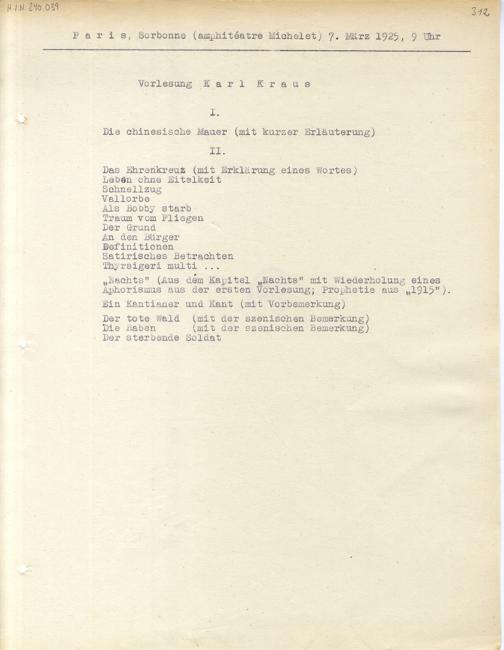 H.I.N. 240.039
312
P a r i s, Sorbonne (amphitéatre Michelet) 7. März 1925, 9 Uhr
Vorlesung K a r l K r a u s
I.
Die chinesische Mauer (mit kurzer Erläuterung)
II.
Das Ehrenkreuz (mit Erklärung eines Wortes)
Leben ohne Eitelkeit
Schnellzug
Vallorbe
Als Bobby starb
Traum vom Fliegen
Der Grund
An den Bürger
Definitionen
Satirisches Betrachten
Thyrsigeri multi ...
„Nachts" (Aus dem Kapitel „Nachts" mit Wiederholung eines
Aphorismus aus der ersten Vorlesung; Prophetie aus „1915").
Ein Kantianer und Kant (mit Vorbemerkung)
Der tote Wald (mit der szenischen Bemerkung)
Die Raben (mit der szenischen Bemerkung)
Der sterbende Soldat